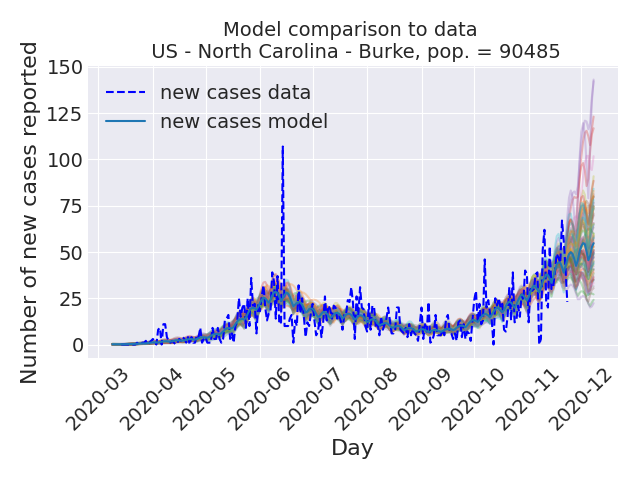 Model comparison to data
US - North Carolina - Burke, pop. = 90485
Number of new cases reported
150
125
100
75
50
25
0
new cases data
new cases model
2020-03
2020-04
2020-05
2020-06
2020-07
2020-08
2020-09
2020-10
2020-11
2020-12
Day